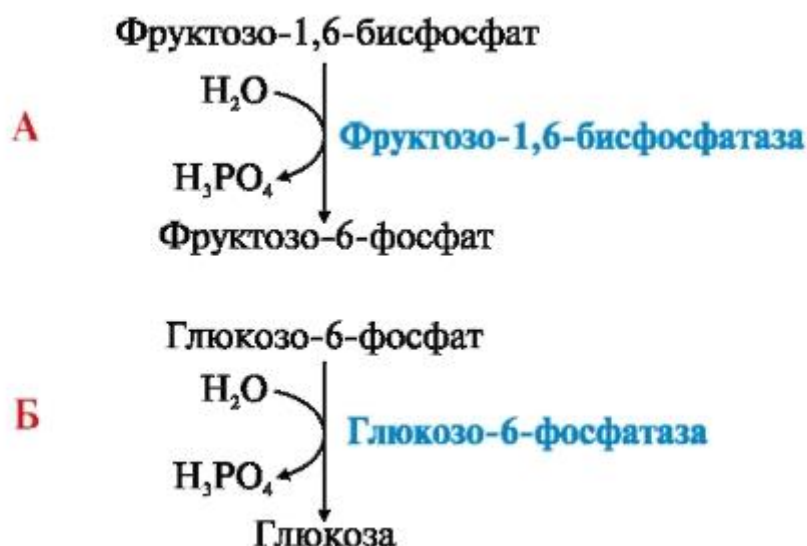 Фруктозо-1,6-бисфосфат
H₂O
А
Фруктозо-1,6-бисфосфатаза
H₃PO₄
Фруктозо-6-фосфат
Глюкозо-6-фосфат
H₂O
Б
Глюкозо-6-фосфатаза
H₃PO₄
Глюкоза